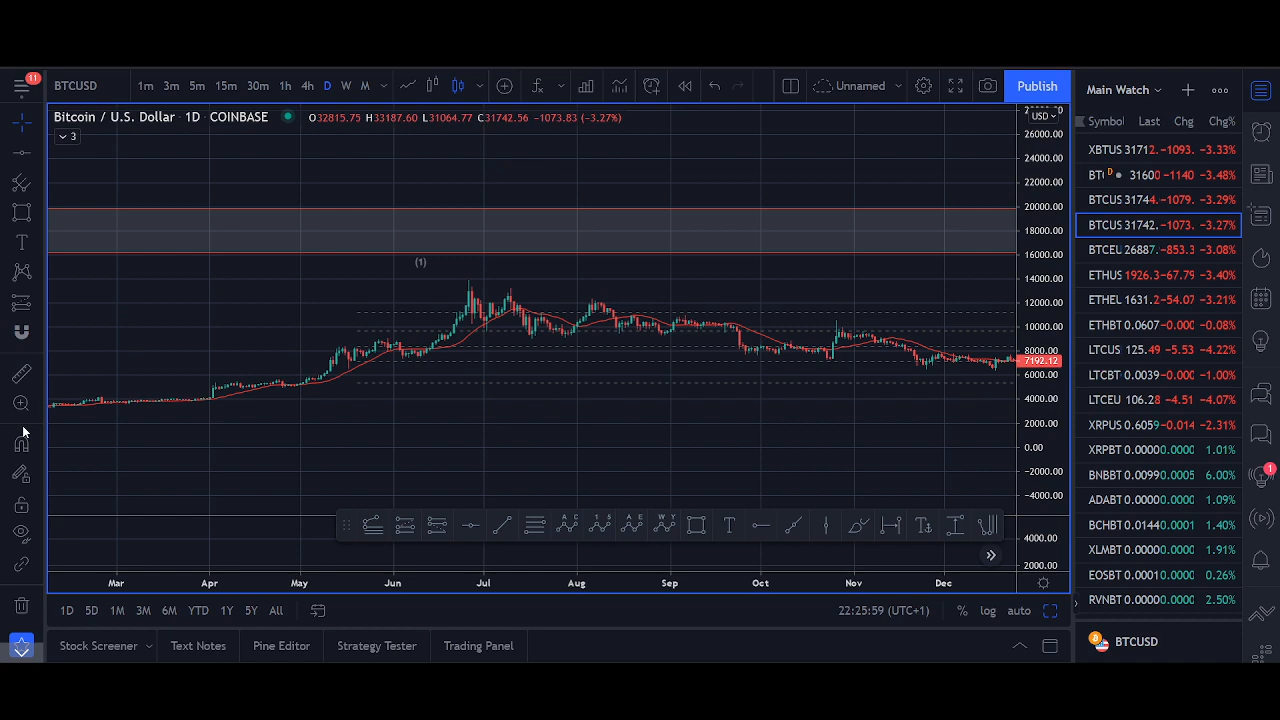 11
BTCUSD 1m 3m 5m 15m 30m 1h 4h D W M Unnamed Publish
Bitcoin / U.S. Dollar 1D COINBASE O32815.75 H33187.60 L31064.77 C31742.56 −1073.83 (−3.27%)
3
USD
26000.00
24000.00
22000.00
20000.00
18000.00
16000.00
(1)
14000.00
12000.00
10000.00
8000.00
7192.12
6000.00
4000.00
2000.00
0.00
−2000.00
−4000.00
A C 1 5 A E W Y
T
4000.00
2000.00
Mar Apr May Jun Jul Aug Sep Oct Nov Dec
1D 5D 1M 3M 6M YTD 1Y 5Y All 22:25:59 (UTC+1) % log auto
Stock Screener Text Notes Pine Editor Strategy Tester Trading Panel
Main Watch
Symbol Last Chg Chg%
XBTUS 31712. −1093. −3.33%
D 31600 −1140 −3.48%
BTCUS 31744. −1079. −3.29%
BTCUS 31742. −1073. −3.27%
BTCEU 26887. −853.3 −3.08%
ETHUS 1926.3 −67.79 −3.40%
ETHEL 1631.2 −54.07 −3.21%
ETHBT 0.0607 −0.000 −0.08%
LTCUS 125.49 −5.53 −4.22%
LTCBT 0.0039 −0.000 −1.00%
LTCEU 106.28 −4.51 −4.07%
XRPUS 0.6059 −0.014 −2.31%
XRPBT 0.0000 0.0000 1.01%
BNBBT 0.0099 0.0005 6.00%
ADABT 0.0000 0.0000 1.09%
BCHBT 0.0144 0.0001 1.40%
XLMBT 0.0000 0.0000 1.91%
EOSBT 0.0001 0.0000 0.26%
RVNBT 0.0000 0.0000 2.50%
BTCUSD
1